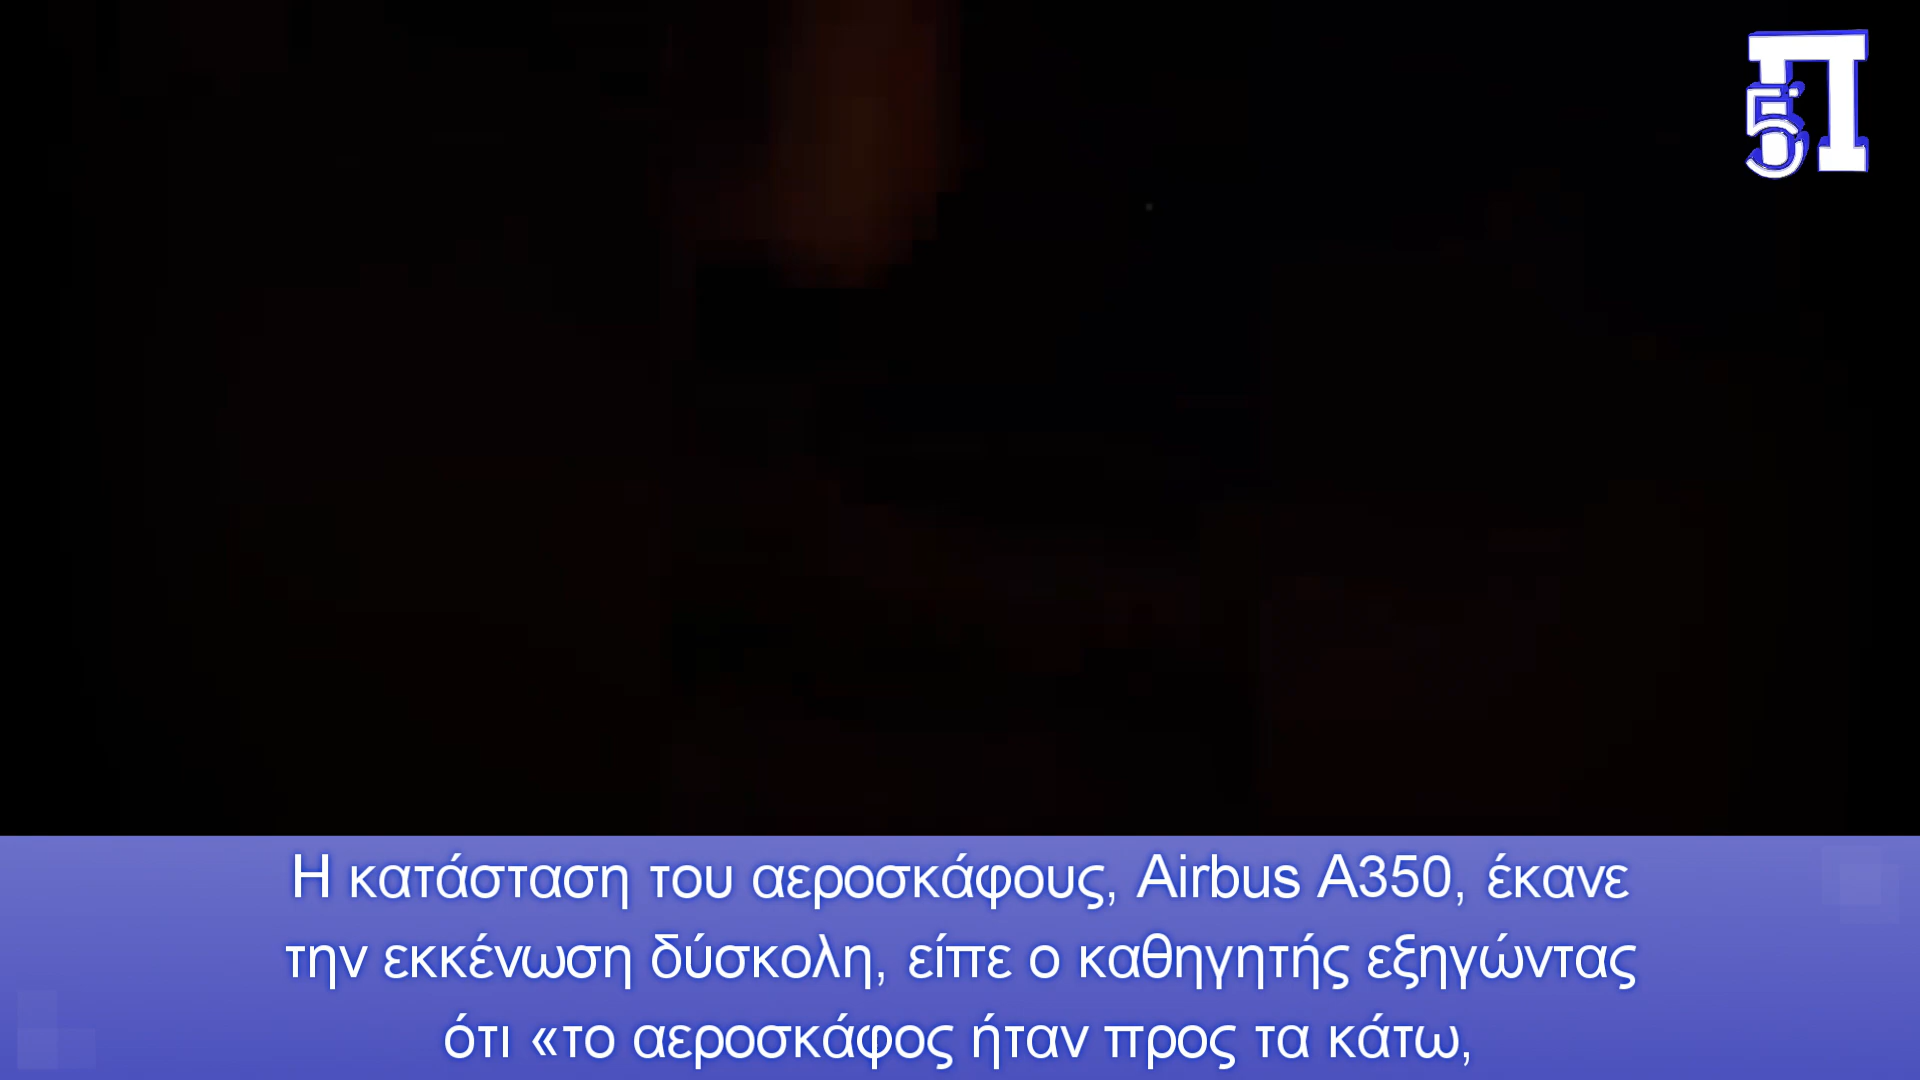 5Π
Η κατάσταση του αεροσκάφους, Airbus A350, έκανε
την εκκένωση δύσκολη, είπε ο καθηγητής εξηγώντας
ότι «το αεροσκάφος ήταν προς τα κάτω,